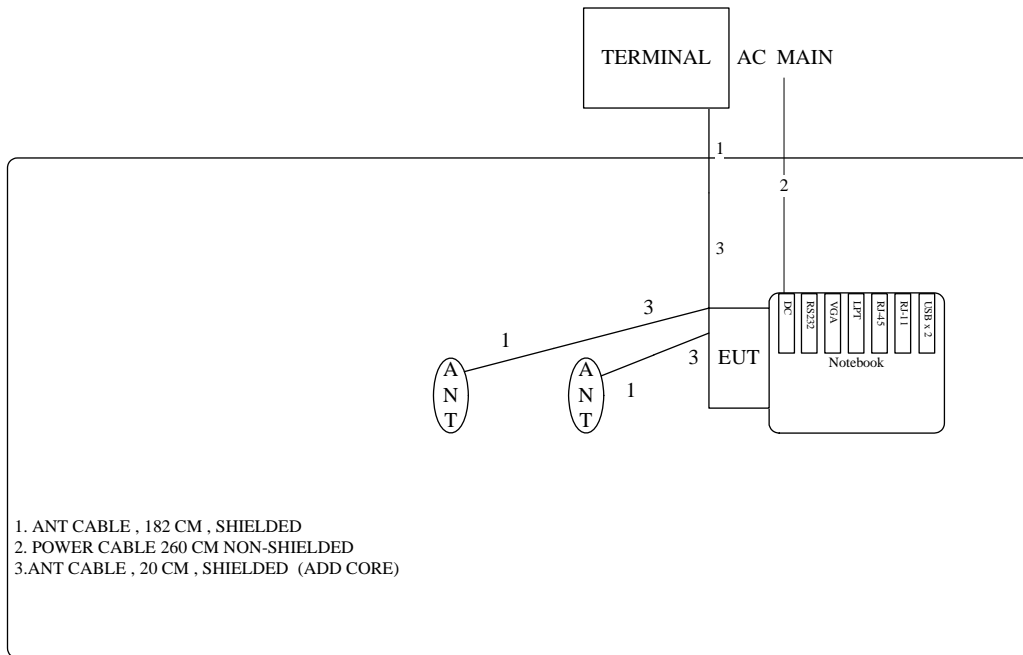 TERMINAL
AC MAIN
1
2
3
3
1
3
1
EUT
DC
RS232
VGA
LPT
RJ-45
RJ-11
USB x 2
Notebook
A
N
T
A
N
T
1. ANT CABLE , 182 CM , SHIELDED
2. POWER CABLE 260 CM NON-SHIELDED
3.ANT CABLE , 20 CM , SHIELDED (ADD CORE)